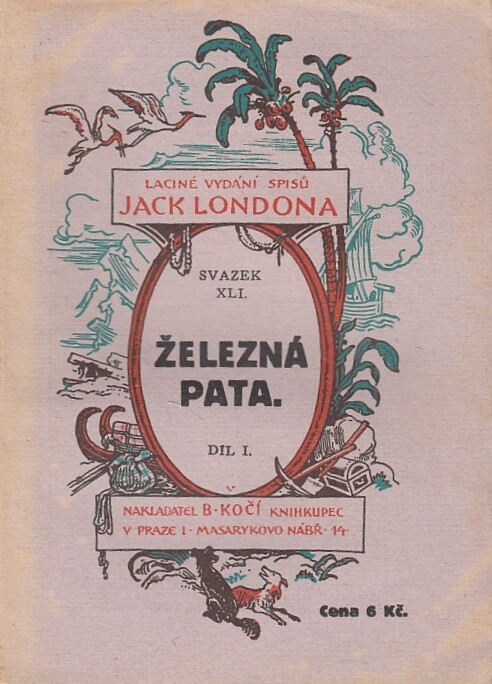 LACINÉ VYDÁNÍ SPISŮ
JACK LONDONA
SVAZEK
XLI.
ŽELEZNÁ
PATA.
DÍL I.
V
NAKLADATEL B·KOČÍ KNIHKUPEC
V PRAZE I· MASARYKOVO NÁBŘ· 14·
Cena 6 Kč.